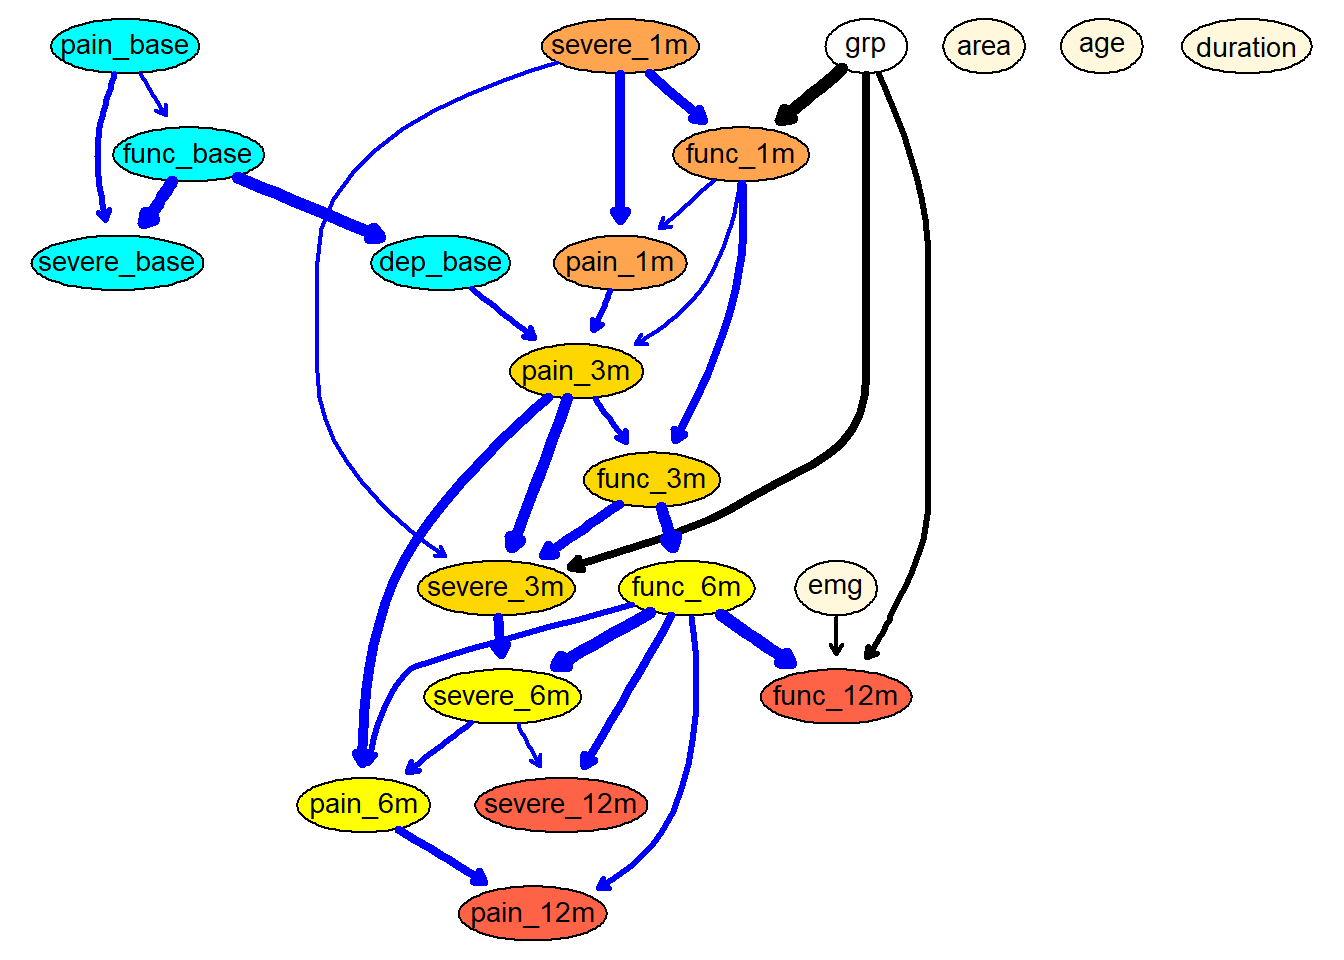 pain_base
severe_1m
grp
area
age
duration
func_base
func_1m
severe_base
dep_base
pain_1m
pain_3m
func_3m
severe_3m
func_6m
emg
severe_6m
func_12m
pain_6m
severe_12m
pain_12m